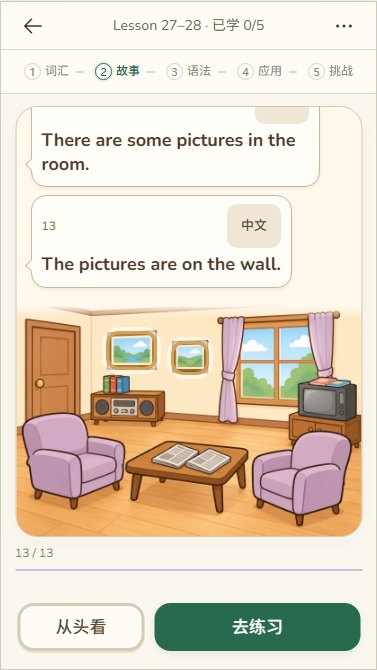 Lesson 27–28 · 已学 0/5
1 词汇 2 故事 3 语法 4 应用 5 挑战
There are some pictures in the
room.
13 中文
The pictures are on the wall.
13 / 13
从头看 去练习